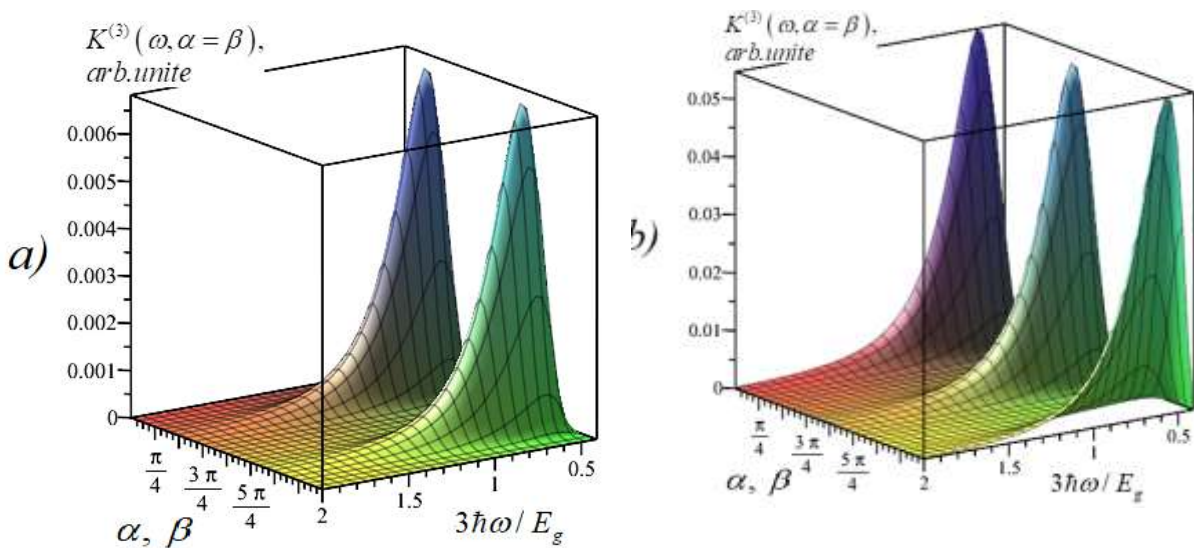 K⁽³⁾(ω,α = β),
arb.unite
0.006
0.005
0.004
0.003
0.002
0.001
0
a)
π/4
3π/4
5π/4
α, β
2
1.5
1
0.5
3ħω/E_g
K⁽³⁾(ω,α = β),
arb.unite
0.05
0.04
0.03
0.02
0.01
0
b)
π/4
3π/4
5π/4
α, β
2
1.5
1
0.5
3ħω/E_g